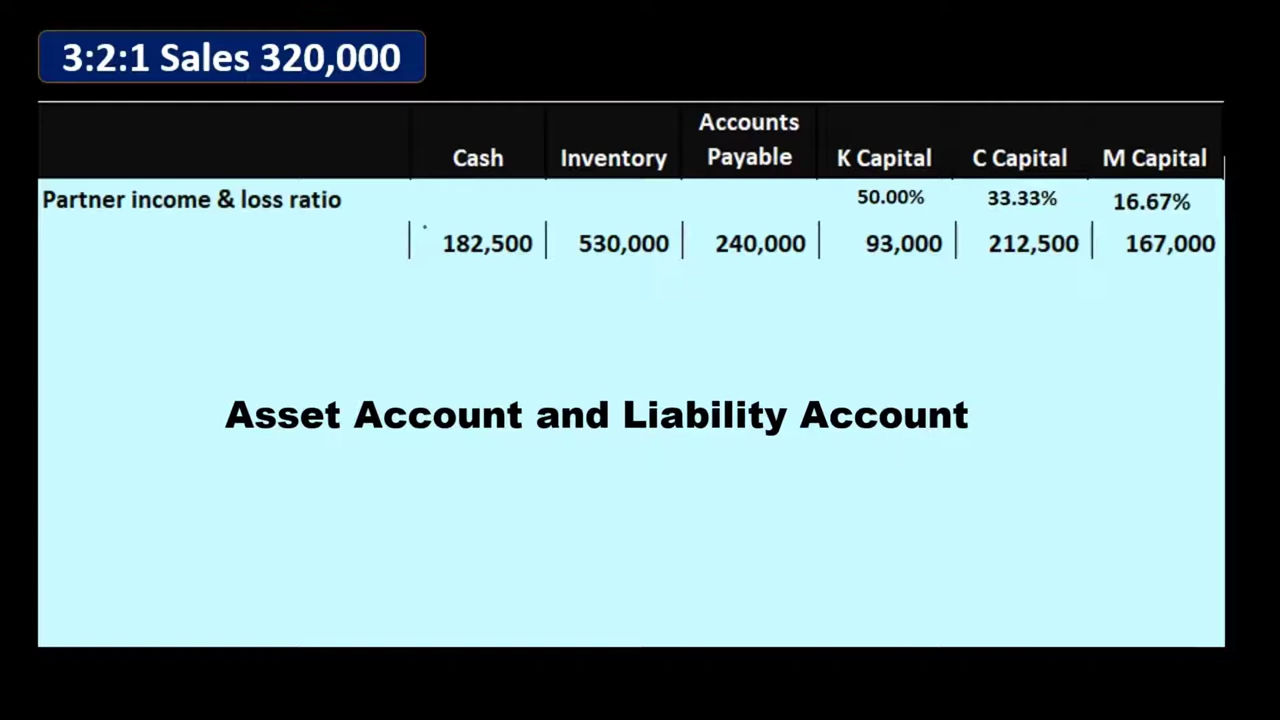 3:2:1 Sales 320,000
Accounts
Cash Inventory Payable K Capital C Capital M Capital
Partner income & loss ratio 50.00% 33.33% 16.67%
182,500 530,000 240,000 93,000 212,500 167,000
Asset Account and Liability Account